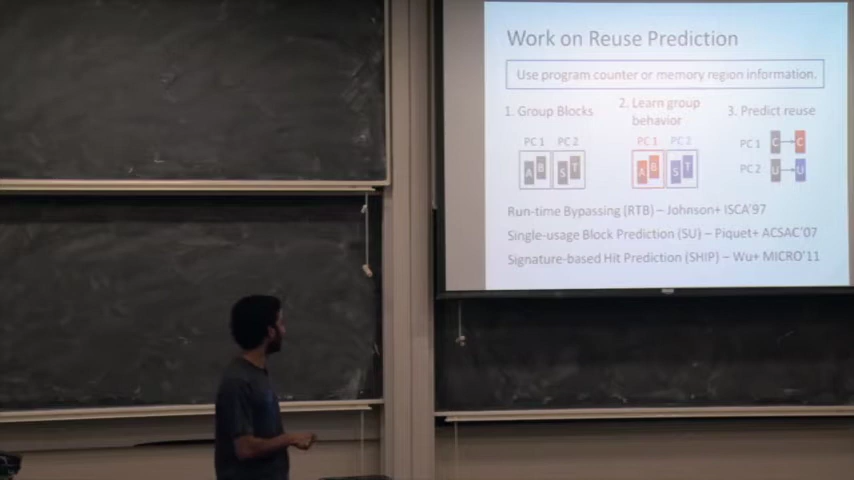 Work on Reuse Prediction
Use program counter or memory region information.
1. Group Blocks
2. Learn group
behavior
3. Predict reuse
PC 1 PC 2
A B S T
PC 1 PC 2
A B S T
PC 1 C C
PC 2 U U
Run-time Bypassing (RTB) – Johnson+ ISCA'97
Single-usage Block Prediction (SU) – Piquet+ ACSAC'07
Signature-based Hit Prediction (SHIP) – Wu+ MICRO'11